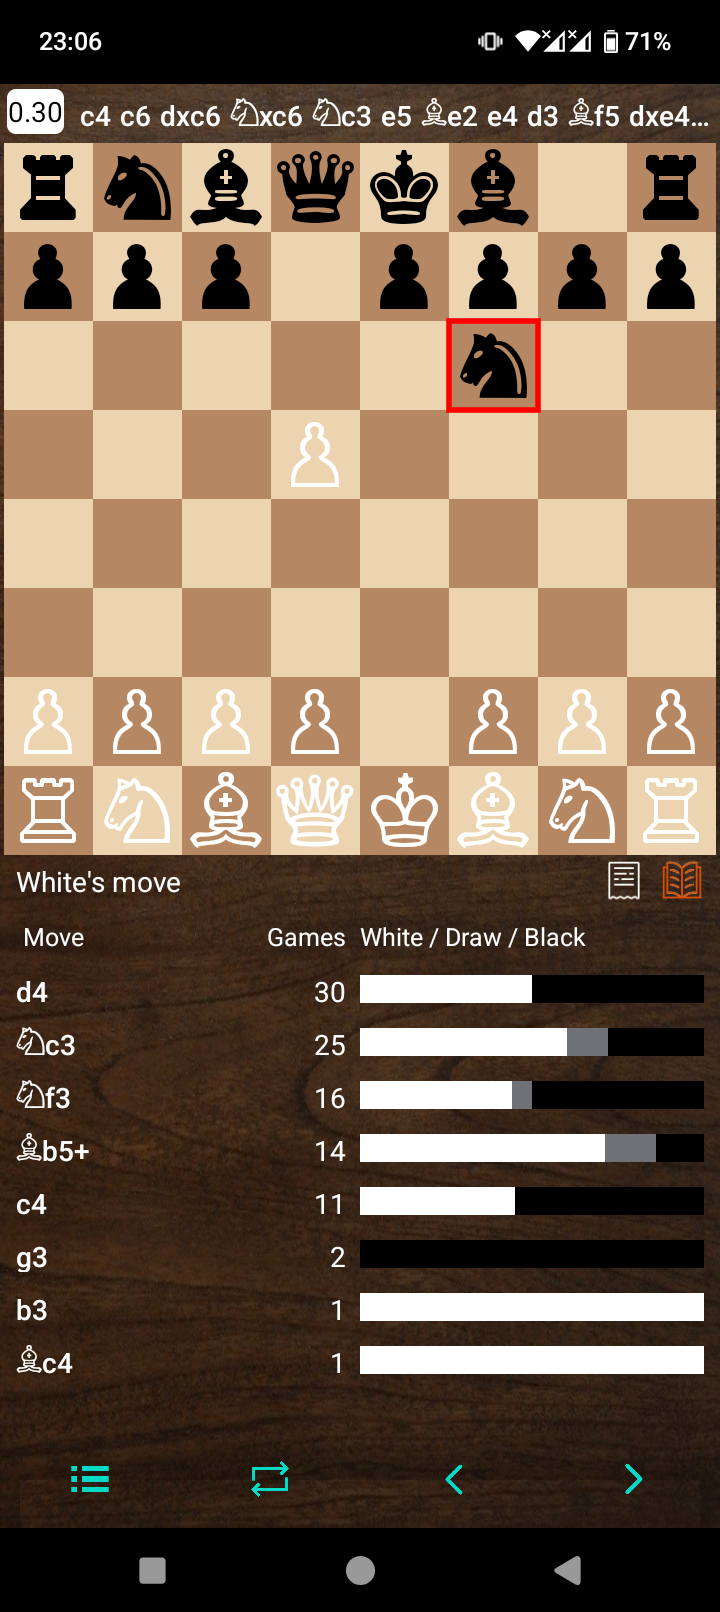 23:06 71%
0.30 c4 c6 dxc6 ♘xc6 ♘c3 e5 ♗e2 e4 d3 ♗f5 dxe4...
White's move
Move Games White / Draw / Black
d4 30
♘c3 25
♘f3 16
♗b5+ 14
c4 11
g3 2
b3 1
♗c4 1